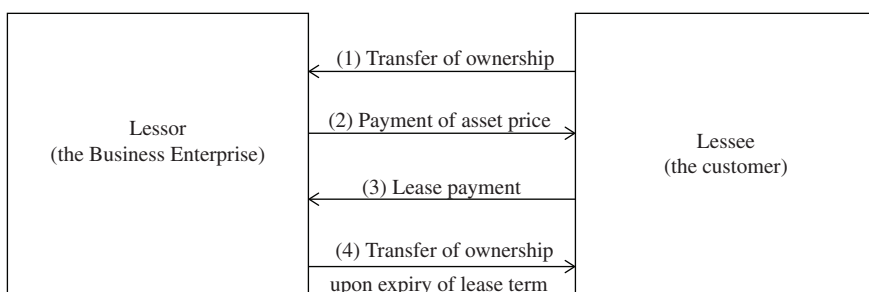 (1) Transfer of ownership
(2) Payment of asset price
Lessor
(the Business Enterprise)
Lessee
(the customer)
(3) Lease payment
(4) Transfer of ownership
upon expiry of lease term